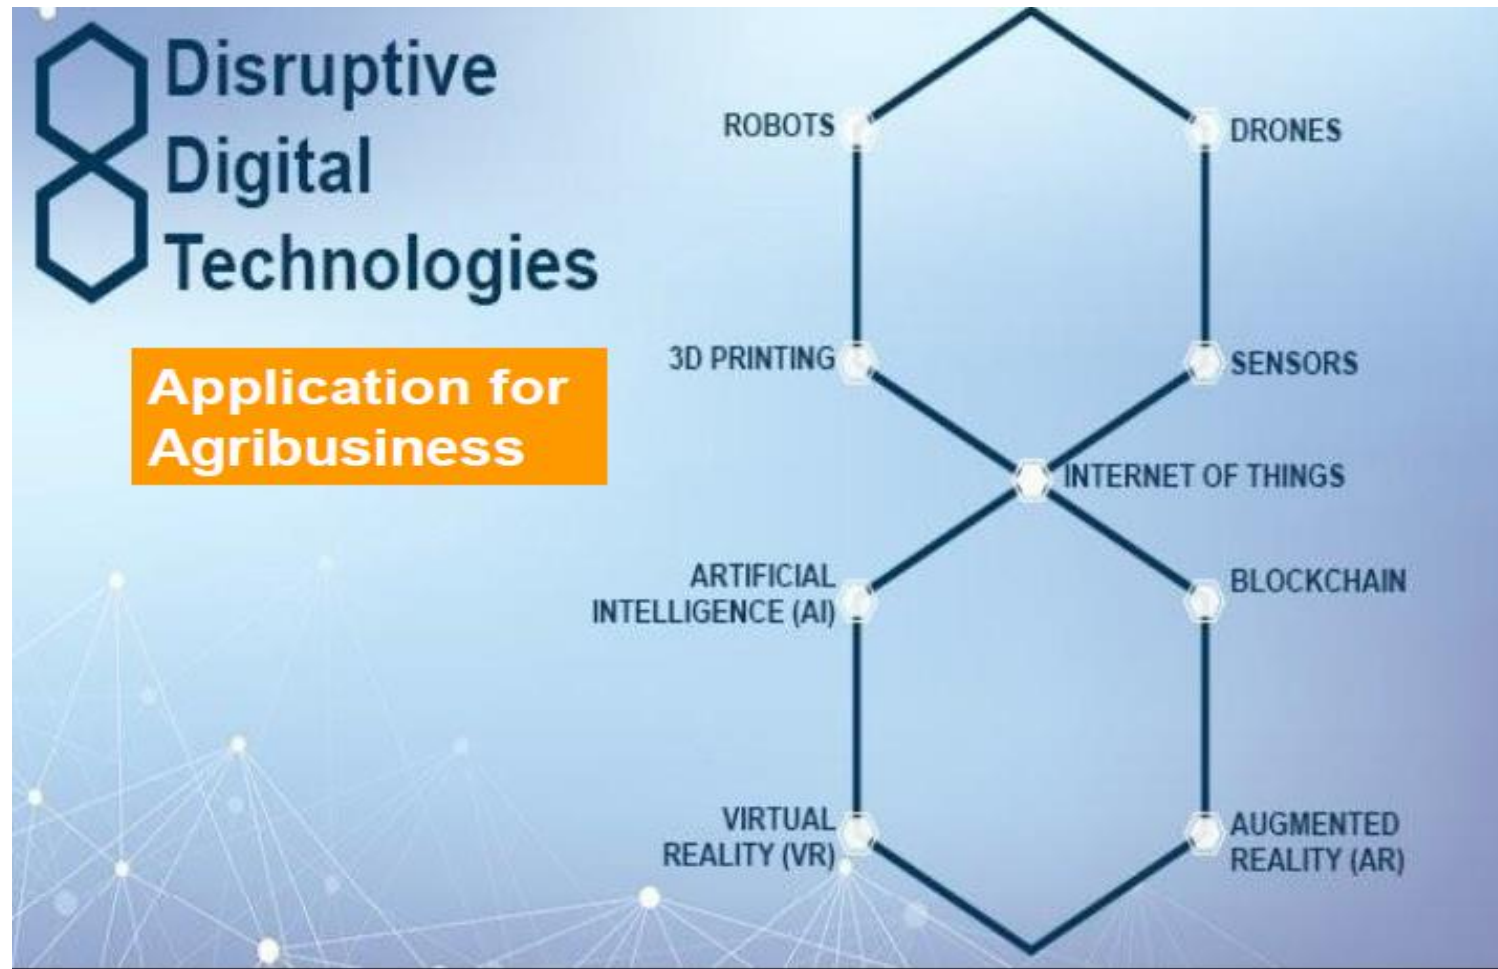 Disruptive
Digital
Technologies
Application for
Agribusiness
ROBOTS
DRONES
3D PRINTING
SENSORS
INTERNET OF THINGS
ARTIFICIAL
INTELLIGENCE (AI)
BLOCKCHAIN
VIRTUAL
REALITY (VR)
AUGMENTED
REALITY (AR)